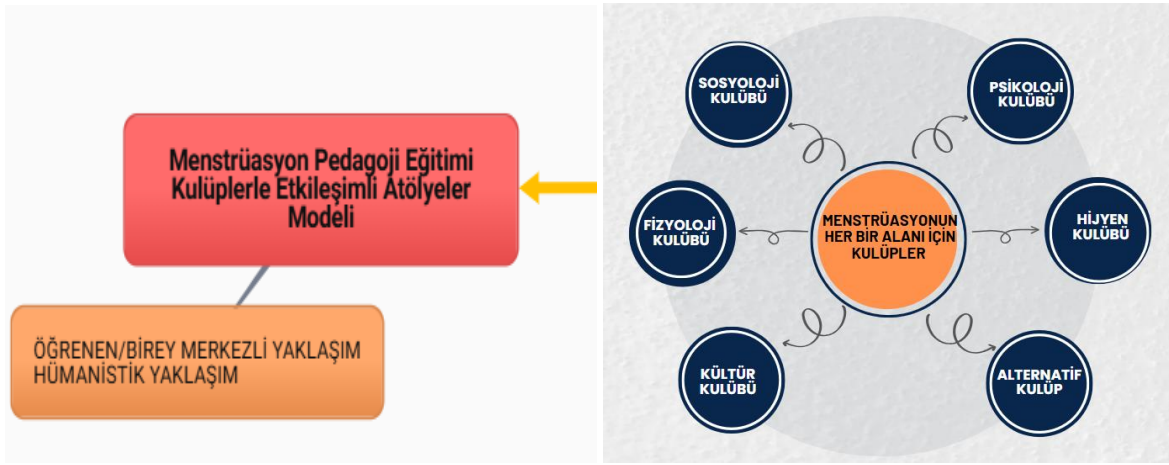 Menstrüasyon Pedagoji Eğitimi
Kulüplerle Etkileşimli Atölyeler
Modeli
ÖĞRENEN/BİREY MERKEZLİ YAKLAŞIM
HÜMANİSTİK YAKLAŞIM
SOSYOLOJİ
KULÜBÜ
PSİKOLOJİ
KULÜBÜ
FİZYOLOJİ
KULÜBÜ
MENSTRÜASYONUN
HER BİR ALANI İÇİN
KULÜPLER
HİJYEN
KULÜBÜ
KÜLTÜR
KULÜBÜ
ALTERNATİF
KULÜP